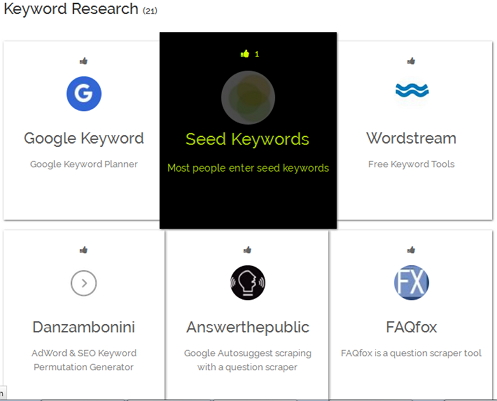 Keyword Research (21)
1
Google Keyword
Google Keyword Planner
Seed Keywords
Most people enter seed keywords
Wordstream
Free Keyword Tools
Danzambonini
AdWord & SEO Keyword
Permutation Generator
Answerthepublic
Google Autosuggest scraping
with a question scraper
FX
FAQfox
FAQfox is a question scraper tool